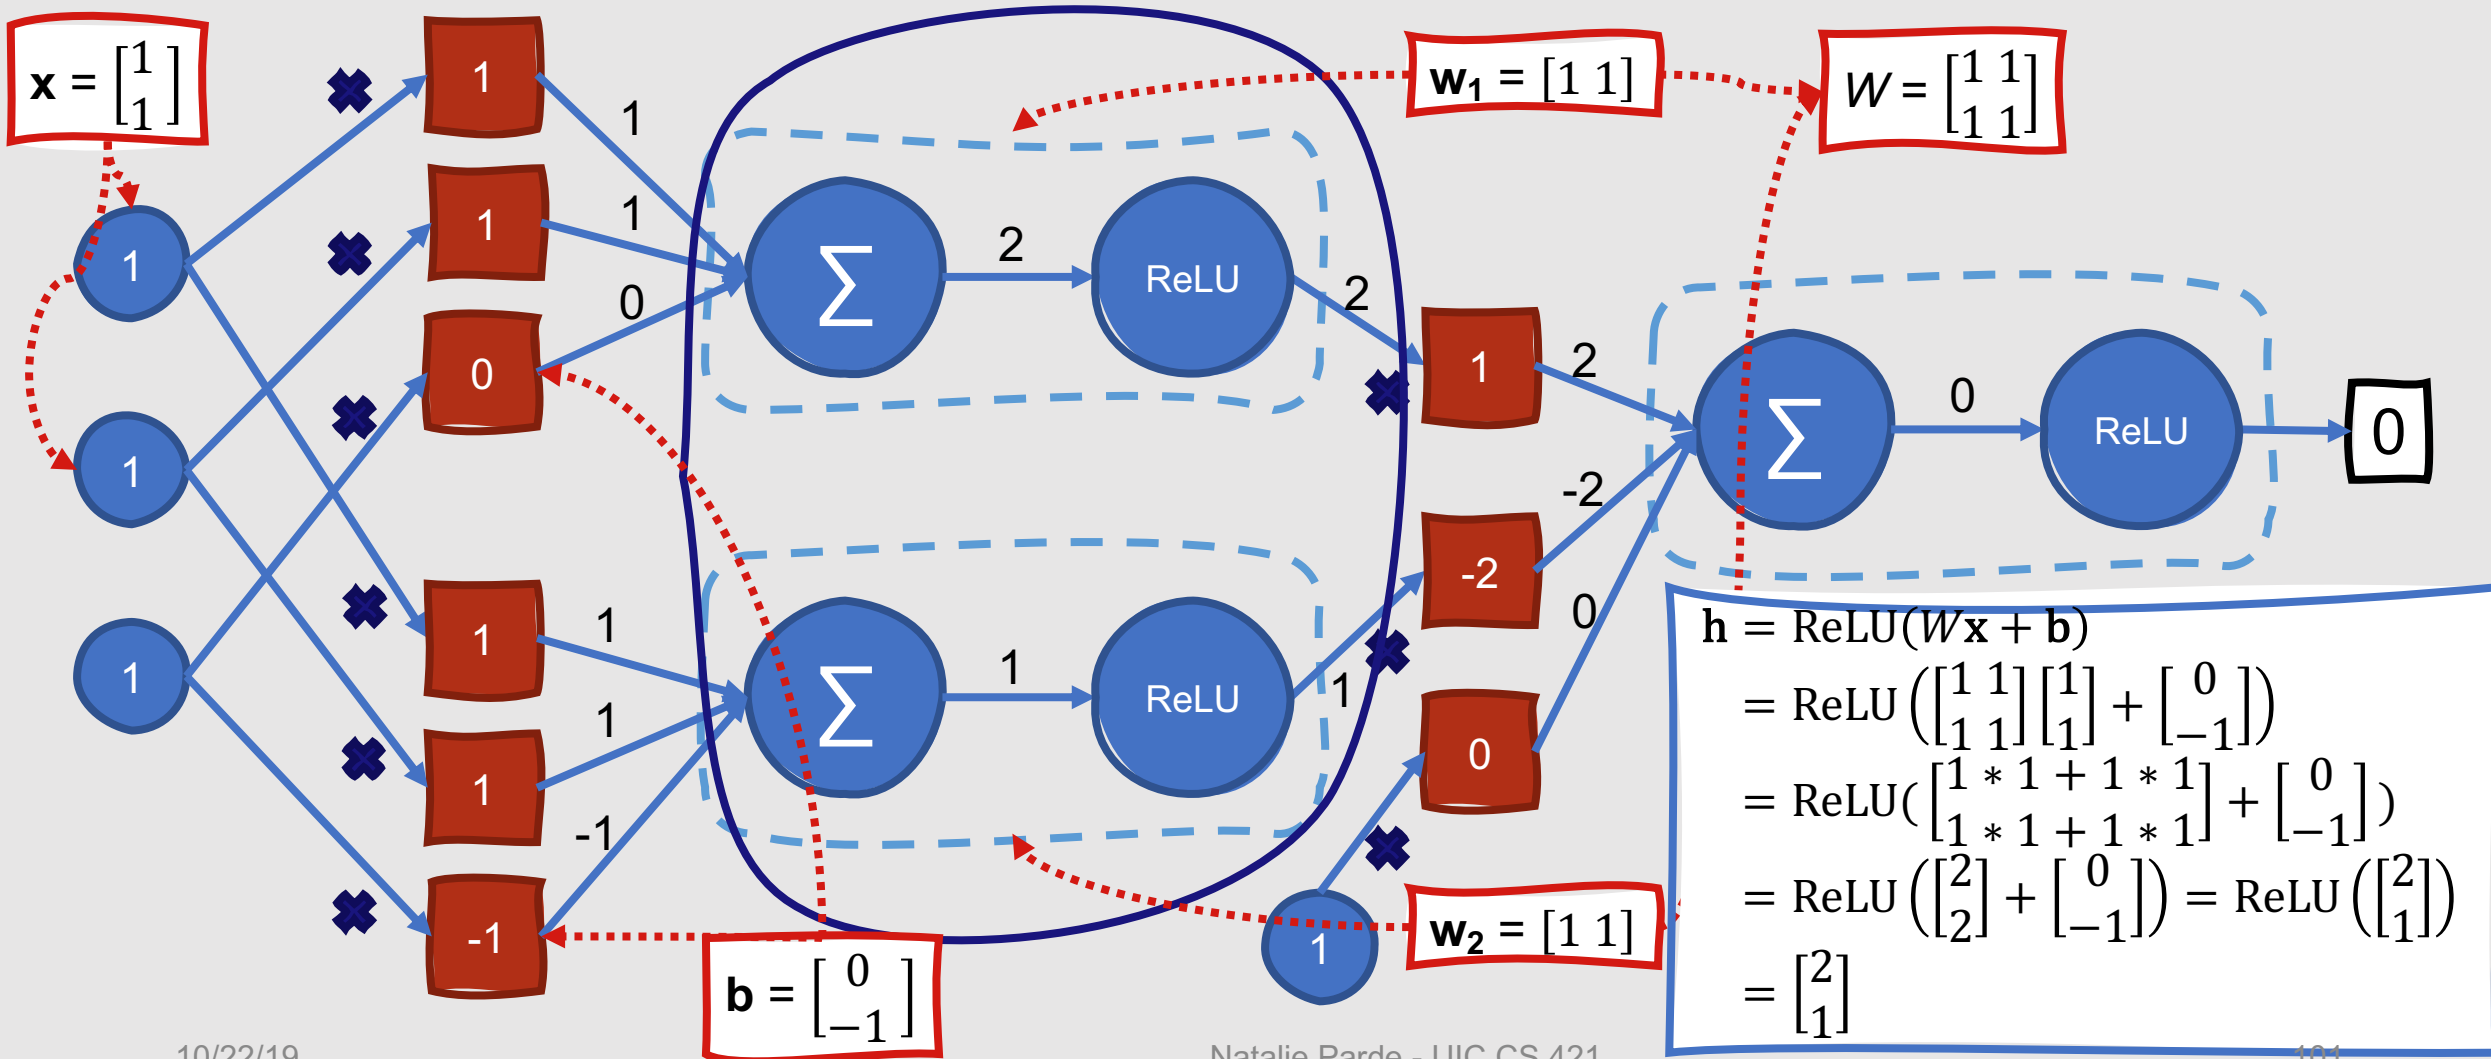 x = [1 1]
1
1
0
1
1
-1
1
1
1
1
1
0
1
1
-1
∑
2
ReLU
2
∑
1
ReLU
1
w₁ = [1 1]
W = [1 1
1 1]
1
-2
0
1
2
-2
0
∑
0
ReLU
0
w₂ = [1 1]
b = [0 −1]
h = ReLU(Wx + b)
= ReLU([1 1 1 1] [1 1] + [0 −1])
= ReLU([1 * 1 + 1 * 1 1 * 1 + 1 * 1] + [0 −1])
= ReLU([2 2] + [0 −1]) = ReLU([2 1])
= [2 1]
10/22/19
Natalie Parde - UIC CS 421
101